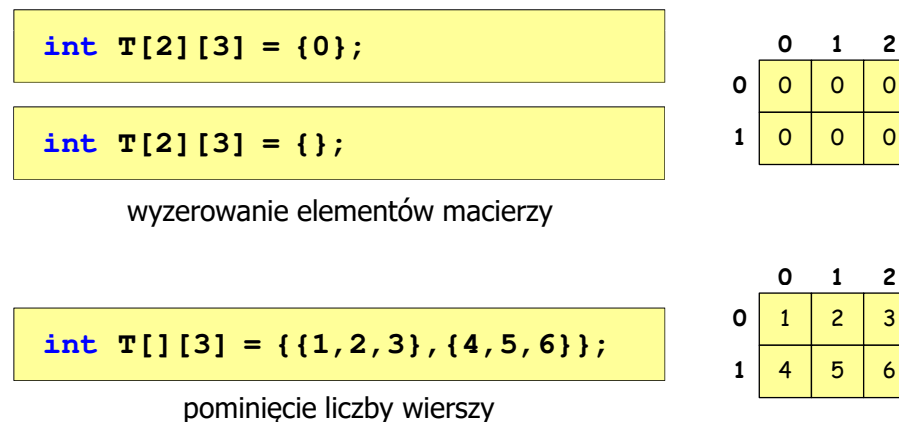 int T[2][3] = {0};
0 1 2
0 0 0 0
int T[2][3] = {};
1 0 0 0
wyzerowanie elementów macierzy
0 1 2
int T[][3] = {{1,2,3},{4,5,6}};
0 1 2 3
1 4 5 6
pominięcie liczby wierszy